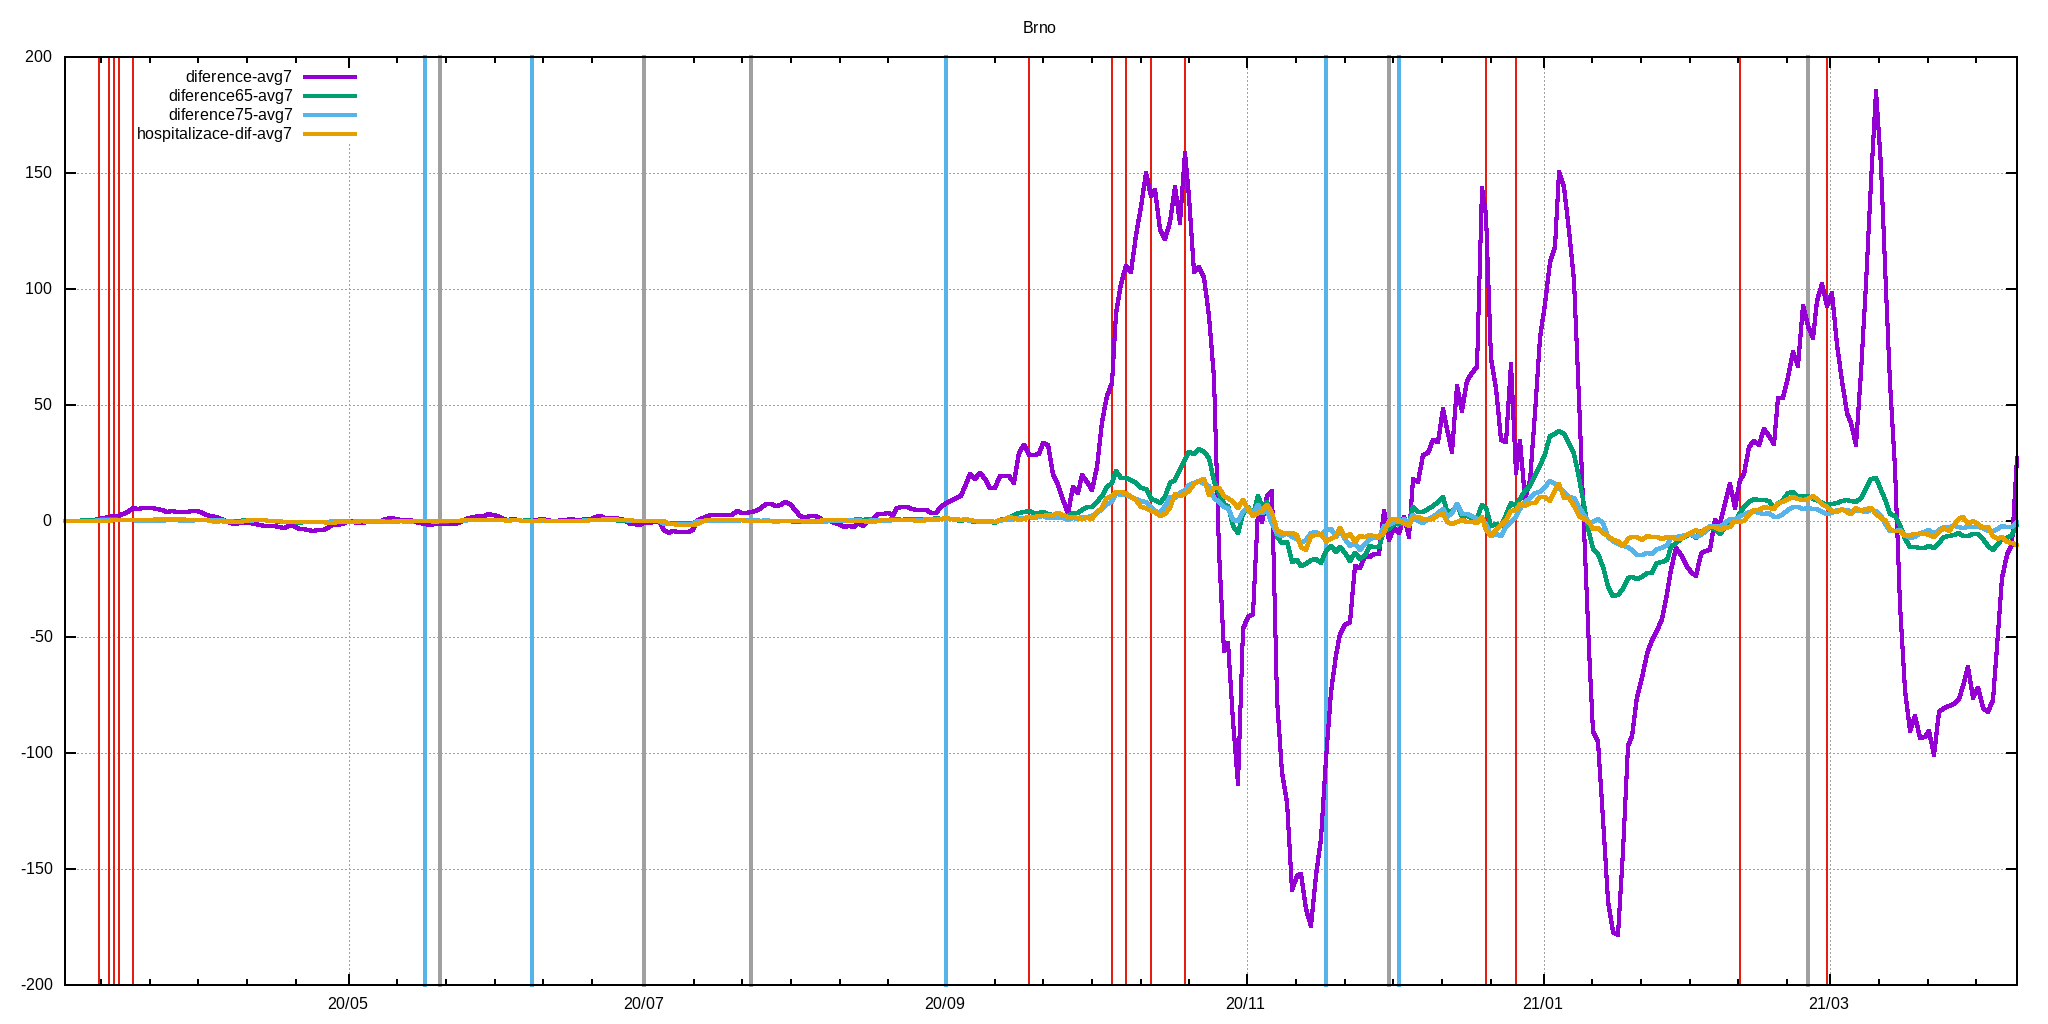 Brno
diference-avg7
diference65-avg7
diference75-avg7
hospitalizace-dif-avg7
200
150
100
50
0
-50
-100
-150
-200
20/05 20/07 20/09 20/11 21/01 21/03